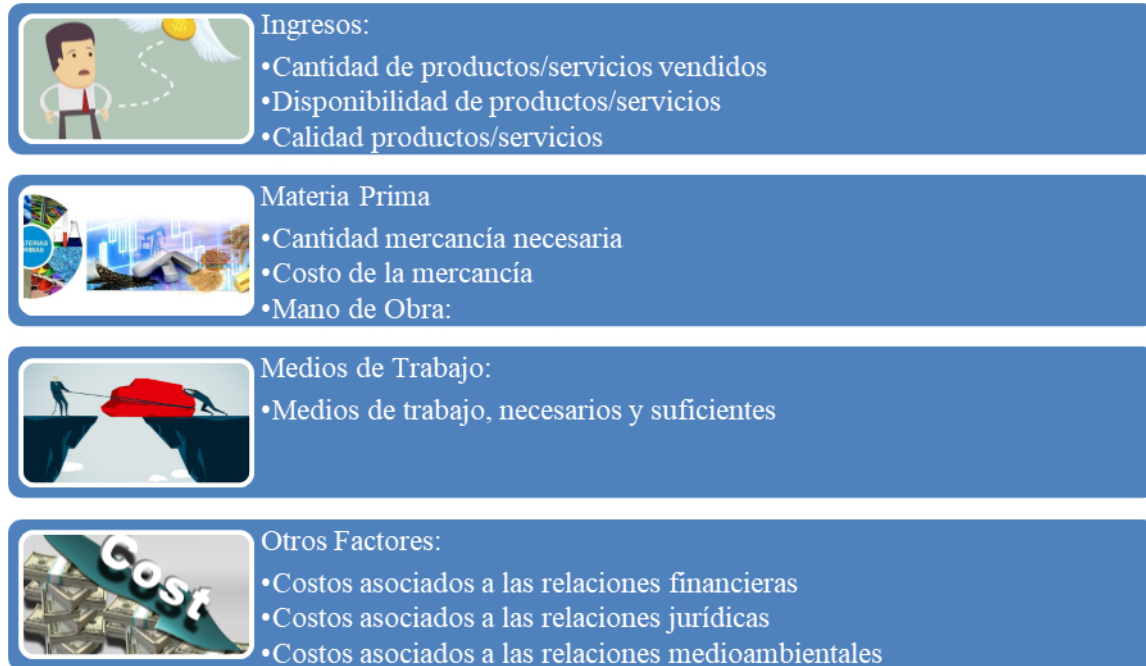 Ingresos:
•Cantidad de productos/servicios vendidos
•Disponibilidad de productos/servicios
•Calidad productos/servicios
Materia Prima
•Cantidad mercancía necesaria
•Costo de la mercancía
•Mano de Obra:
Medios de Trabajo:
•Medios de trabajo, necesarios y suficientes
Cost
Otros Factores:
•Costos asociados a las relaciones financieras
•Costos asociados a las relaciones jurídicas
•Costos asociados a las relaciones medioambientales